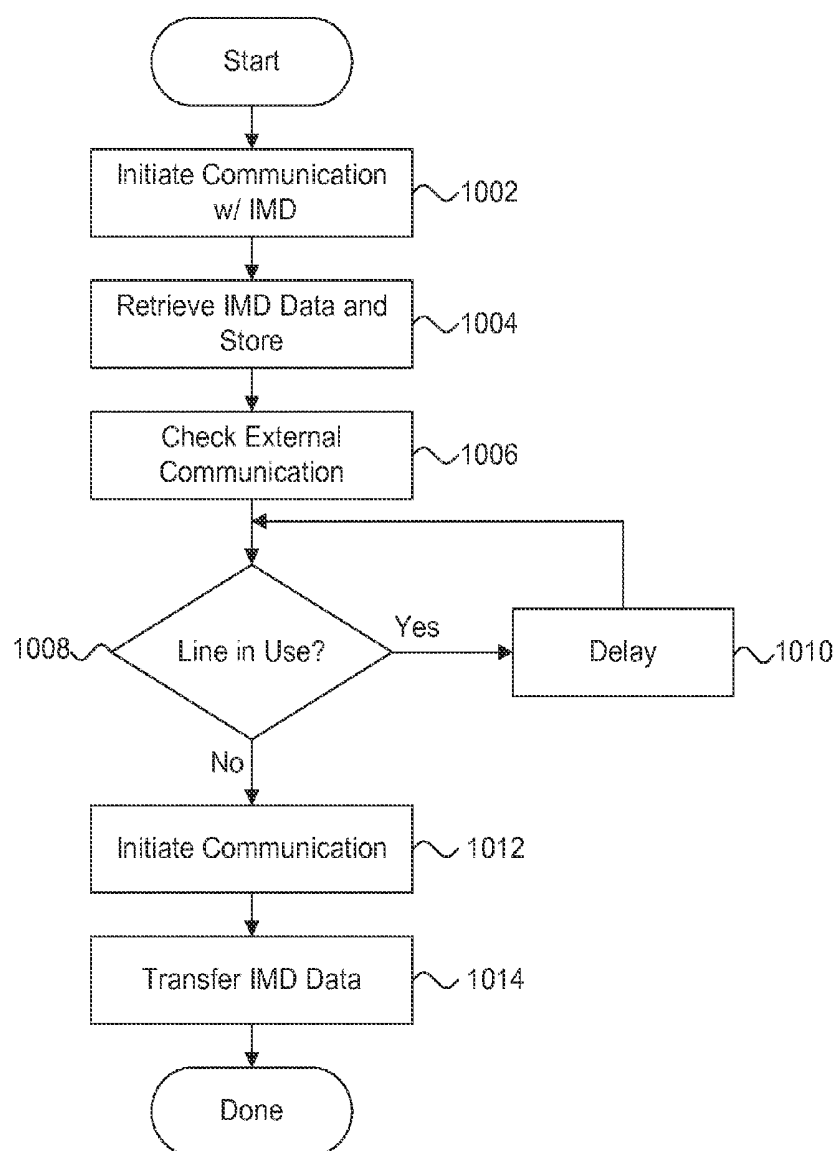 Start
Initiate Communication
w/ IMD
1002
Retrieve IMD Data and
Store
1004
Check External
Communication
1006
1008
Line in Use?
Yes
Delay
1010
No
Initiate Communication
1012
Transfer IMD Data
1014
Done